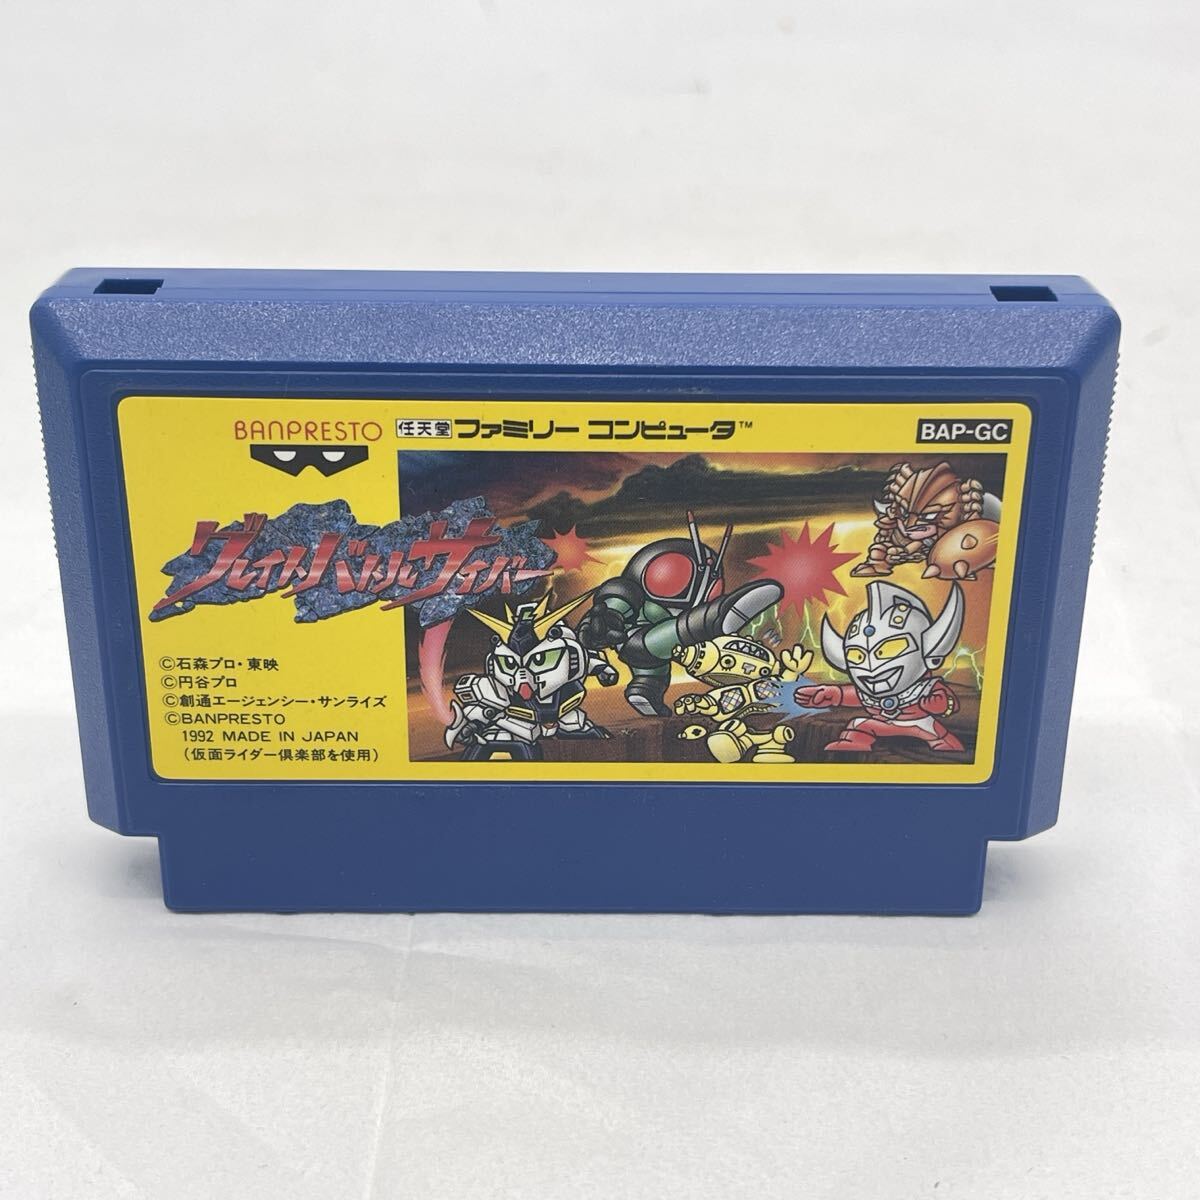 BANPRESTO
任天堂 ファミリー コンピュータ™
BAP-GC
グレイトバトルサイバー
©石森プロ・東映
©円谷プロ
©創通エージェンシー・サンライズ
©BANPRESTO
1992 MADE IN JAPAN
(仮面ライダー倶楽部を使用)